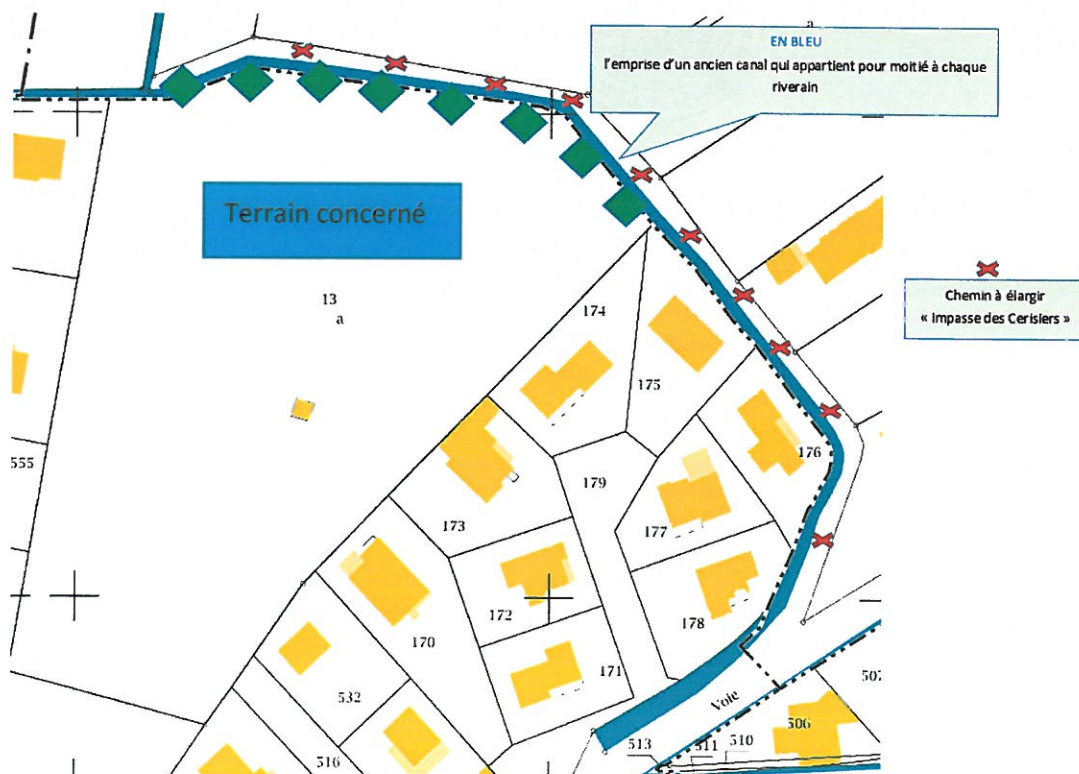 a
EN BLEU
l'emprise d'un ancien canal qui appartient pour moitié à chaque
riverain
Terrain concerné
Chemin à élargir
« Impasse des Cerisiers »
13
a
174
175
176
555
179
173
177
172
178
170
171
532
Voie
507
506
516
513
511
510